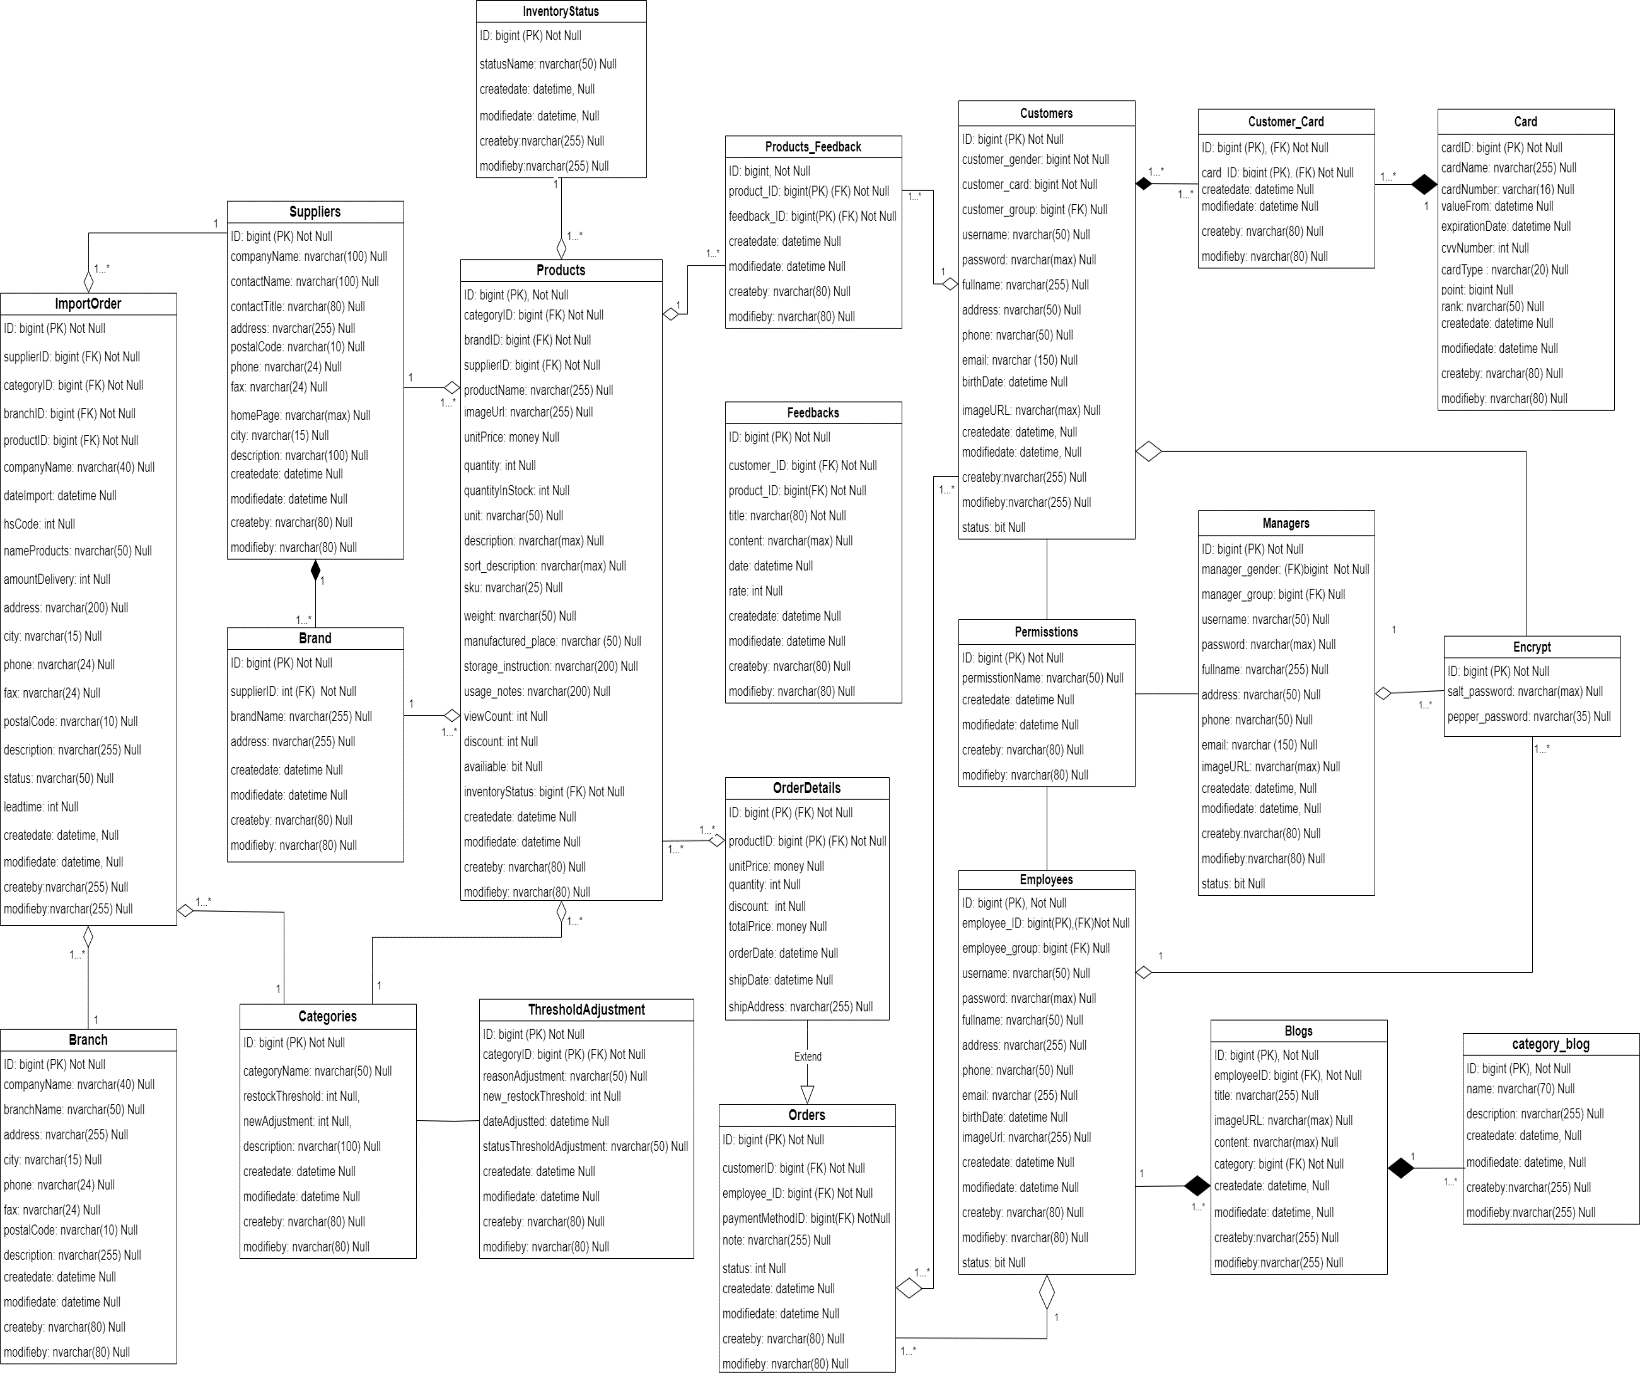 InventoryStatus
ID: bigint (PK) Not Null
statusName: nvarchar(50) Null
createdate: datetime, Null
modifiedate: datetime, Null
createby:nvarchar(255) Null
modifieby:nvarchar(255) Null
1
1...*
Suppliers
ID: bigint (PK) Not Null
companyName: nvarchar(100) Null
contactName: nvarchar(100) Null
contactTitle: nvarchar(80) Null
address: nvarchar(255) Null
postalCode: nvarchar(10) Null
phone: nvarchar(24) Null
fax: nvarchar(24) Null
homePage: nvarchar(max) Null
city: nvarchar(15) Null
description: nvarchar(100) Null
createdate: datetime Null
modifiedate: datetime Null
createby: nvarchar(80) Null
modifieby: nvarchar(80) Null
1
1...*
1
1...*
1
1...*
ImportOrder
ID: bigint (PK) Not Null
supplierID: bigint (FK) Not Null
categoryID: bigint (FK) Not Null
branchID: bigint (FK) Not Null
productID: bigint (FK) Not Null
companyName: nvarchar(40) Null
dateImport: datetime Null
hsCode: int Null
nameProducts: nvarchar(50) Null
amountDelivery: int Null
address: nvarchar(200) Null
city: nvarchar(15) Null
phone: nvarchar(24) Null
fax: nvarchar(24) Null
postalCode: nvarchar(10) Null
description: nvarchar(255) Null
status: nvarchar(50) Null
leadtime: int Null
createdate: datetime, Null
modifiedate: datetime, Null
createby:nvarchar(255) Null
modifieby:nvarchar(255) Null
1...*
1
1...*
1
Brand
ID: bigint (PK) Not Null
supplierID: int (FK)  Not Null
brandName: nvarchar(255) Null
address: nvarchar(255) Null
createdate: datetime Null
modifiedate: datetime Null
createby: nvarchar(80) Null
modifieby: nvarchar(80) Null
1
1...*
Products
ID: bigint (PK), Not Null
categoryID: bigint (FK) Not Null
brandID: bigint (FK) Not Null
supplierID: bigint (FK) Not Null
productName: nvarchar(255) Null
imageUrl: nvarchar(255) Null
unitPrice: money Null
quantity: int Null
quantityInStock: int Null
unit: nvarchar(50) Null
description: nvarchar(max) Null
sort_description: nvarchar(max) Null
sku: nvarchar(25) Null
weight: nvarchar(50) Null
manufactured_place: nvarchar (50) Null
storage_instruction: nvarchar(200) Null
usage_notes: nvarchar(200) Null
viewCount: int Null
discount: int Null
availiable: bit Null
inventoryStatus: bigint (FK) Not Null
createdate: datetime Null
modifiedate: datetime Null
createby: nvarchar(80) Null
modifieby: nvarchar(80) Null
1
1...*
1...*
1...*
1...*
1
Products_Feedback
ID: bigint, Not Null
product_ID: bigint(PK) (FK) Not Null
feedback_ID: bigint(PK) (FK) Not Null
createdate: datetime Null
modifiedate: datetime Null
createby: nvarchar(80) Null
modifieby: nvarchar(80) Null
1...*
1
Feedbacks
ID: bigint (PK) Not Null
customer_ID: bigint (FK) Not Null
product_ID: bigint(FK) Not Null
title: nvarchar(80) Not Null
content: nvarchar(max) Null
date: datetime Null
rate: int Null
createdate: datetime Null
modifiedate: datetime Null
createby: nvarchar(80) Null
modifieby: nvarchar(80) Null
OrderDetails
ID: bigint (PK) (FK) Not Null
productID: bigint (PK) (FK) Not Null
unitPrice: money Null
quantity: int Null
discount:  int Null
totalPrice: money Null
orderDate: datetime Null
shipDate: datetime Null
shipAddress: nvarchar(255) Null
Extend
Customers
ID: bigint (PK) Not Null
customer_gender: bigint Not Null
customer_card: bigint Not Null
customer_group: bigint (FK) Null
username: nvarchar(50) Null
password: nvarchar(max) Null
fullname: nvarchar(255) Null
address: nvarchar(50) Null
phone: nvarchar(50) Null
email: nvarchar (150) Null
birthDate: datetime Null
imageURL: nvarchar(max) Null
createdate: datetime, Null
modifiedate: datetime, Null
createby:nvarchar(255) Null
modifieby:nvarchar(255) Null
status: bit Null
1...*
1...*
1...*
Customer_Card
ID: bigint (PK), (FK) Not Null
card_ID: bigint (PK), (FK) Not Null
createdate: datetime Null
modifiedate: datetime Null
createby: nvarchar(80) Null
modifieby: nvarchar(80) Null
1...*
1
Card
cardID: bigint (PK) Not Null
cardName: nvarchar(255) Null
cardNumber: varchar(16) Null
valueFrom: datetime Null
expirationDate: datetime Null
cvvNumber: int Null
cardType : nvarchar(20) Null
point: bigint Null
rank: nvarchar(50) Null
createdate: datetime Null
modifiedate: datetime Null
createby: nvarchar(80) Null
modifieby: nvarchar(80) Null
Managers
ID: bigint (PK) Not Null
manager_gender: (FK)bigint  Not Null
manager_group: bigint (FK) Null
username: nvarchar(50) Null
password: nvarchar(max) Null
fullname: nvarchar(255) Null
address: nvarchar(50) Null
phone: nvarchar(50) Null
email: nvarchar (150) Null
imageURL: nvarchar(max) Null
createdate: datetime, Null
modifiedate: datetime, Null
createby:nvarchar(80) Null
modifieby:nvarchar(80) Null
status: bit Null
1
1...*
Encrypt
ID: bigint (PK) Not Null
salt_password: nvarchar(max) Null
pepper_password: nvarchar(35) Null
1...*
Permisstions
ID: bigint (PK) Not Null
permisstionName: nvarchar(50) Null
createdate: datetime Null
modifiedate: datetime Null
createby: nvarchar(80) Null
modifieby: nvarchar(80) Null
Employees
ID: bigint (PK), Not Null
employee_ID: bigint(PK),(FK)Not Null
employee_group: bigint (FK) Null
username: nvarchar(50) Null
password: nvarchar(max) Null
fullname: nvarchar(50) Null
address: nvarchar(255) Null
phone: nvarchar(50) Null
email: nvarchar (255) Null
birthDate: datetime Null
imageUrl: nvarchar(255) Null
createdate: datetime Null
modifiedate: datetime Null
createby: nvarchar(80) Null
modifieby: nvarchar(80) Null
status: bit Null
1
1
1...*
1
Blogs
ID: bigint (PK), Not Null
employeeID: bigint (FK), Not Null
title: nvarchar(255) Null
imageURL: nvarchar(max) Null
content: nvarchar(max) Null
category: bigint (FK) Not Null
createdate: datetime, Null
modifiedate: datetime, Null
createby:nvarchar(255) Null
modifieby:nvarchar(255) Null
1
1...*
category_blog
ID: bigint (PK), Not Null
name: nvarchar(70) Null
description: nvarchar(255) Null
createdate: datetime, Null
modifiedate: datetime, Null
createby:nvarchar(255) Null
modifieby:nvarchar(255) Null
Branch
ID: bigint (PK) Not Null
companyName: nvarchar(40) Null
branchName: nvarchar(50) Null
address: nvarchar(255) Null
city: nvarchar(15) Null
phone: nvarchar(24) Null
fax: nvarchar(24) Null
postalCode: nvarchar(10) Null
description: nvarchar(255) Null
createdate: datetime Null
modifiedate: datetime Null
createby: nvarchar(80) Null
modifieby: nvarchar(80) Null
Categories
ID: bigint (PK) Not Null
categoryName: nvarchar(50) Null
restockThreshold: int Null,
newAdjustment: int Null,
description: nvarchar(100) Null
createdate: datetime Null
modifiedate: datetime Null
createby: nvarchar(80) Null
modifieby: nvarchar(80) Null
ThresholdAdjustment
ID: bigint (PK) Not Null
categoryID: bigint (PK) (FK) Not Null
reasonAdjustment: nvarchar(50) Null
new_restockThreshold: int Null
dateAdjustted: datetime Null
statusThresholdAdjustment: nvarchar(50) Null
createdate: datetime Null
modifiedate: datetime Null
createby: nvarchar(80) Null
modifieby: nvarchar(80) Null
Orders
ID: bigint (PK) Not Null
customerID: bigint (FK) Not Null
employee_ID: bigint (FK) Not Null
paymentMethodID: bigint(FK) NotNull
note: nvarchar(255) Null
status: int Null
createdate: datetime Null
modifiedate: datetime Null
createby: nvarchar(80) Null
modifieby: nvarchar(80) Null
1...*
1...*